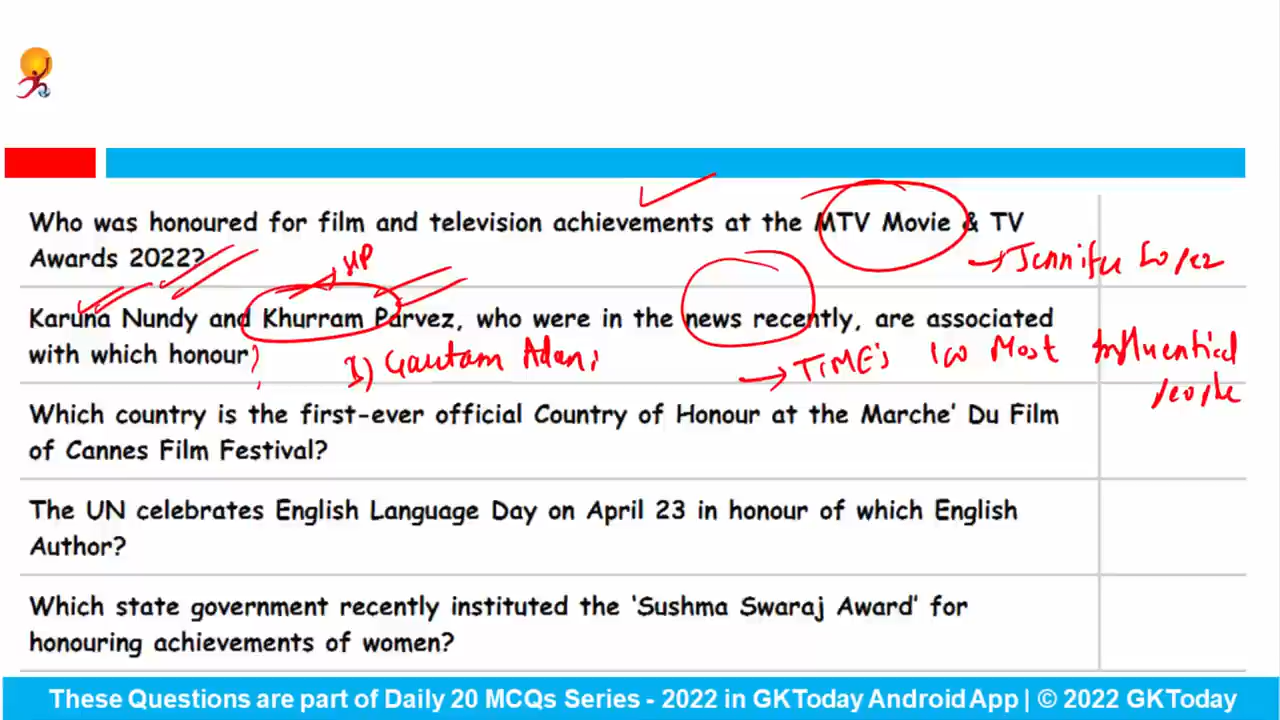 Who was honoured for film and television achievements at the MTV Movie & TV
Awards 2022?
→ Jennifer Lopez
Karuna Nundy and Khurram Parvez, who were in the news recently, are associated
with which honour?
3) Gautam Adani
→ TIME's 100 Most Influential
people
Which country is the first-ever official Country of Honour at the Marche' Du Film
of Cannes Film Festival?
The UN celebrates English Language Day on April 23 in honour of which English
Author?
Which state government recently instituted the 'Sushma Swaraj Award' for
honouring achievements of women?
These Questions are part of Daily 20 MCQs Series - 2022 in GKToday Android App | © 2022 GKToday